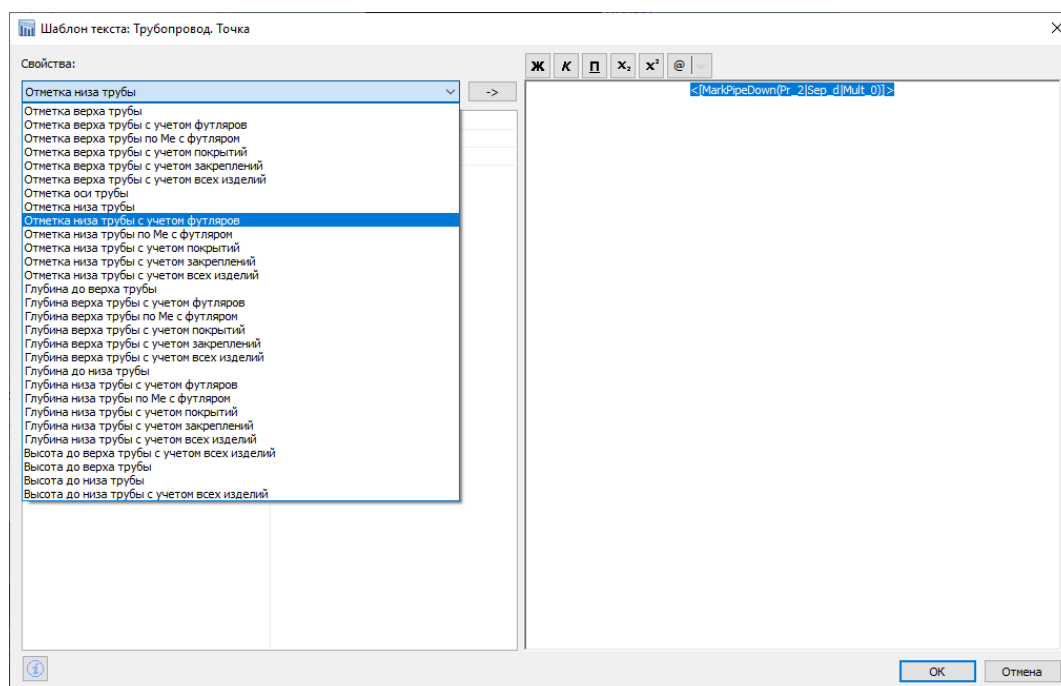 Шаблон текста: Трубопровод. Точка
Свойства:
Ж К П X₂ X² @
Отметка низа трубы
->
<[MarkPipeDown(Pr_2|Sep_d|Mult_0)]>
Отметка верха трубы
Отметка верха трубы с учетом футляров
Отметка верха трубы по Ме с футляром
Отметка верха трубы с учетом покрытий
Отметка верха трубы с учетом закреплений
Отметка верха трубы с учетом всех изделий
Отметка оси трубы
Отметка низа трубы
Отметка низа трубы с учетом футляров
Отметка низа трубы по Ме с футляром
Отметка низа трубы с учетом покрытий
Отметка низа трубы с учетом закреплений
Отметка низа трубы с учетом всех изделий
Глубина до верха трубы
Глубина верха трубы с учетом футляров
Глубина верха трубы по Ме с футляром
Глубина верха трубы с учетом покрытий
Глубина верха трубы с учетом закреплений
Глубина верха трубы с учетом всех изделий
Глубина до низа трубы
Глубина низа трубы с учетом футляров
Глубина низа трубы по Ме с футляром
Глубина низа трубы с учетом покрытий
Глубина низа трубы с учетом закреплений
Глубина низа трубы с учетом всех изделий
Высота до верха трубы с учетом всех изделий
Высота до верха трубы
Высота до низа трубы
Высота до низа трубы с учетом всех изделий
OK
Отмена